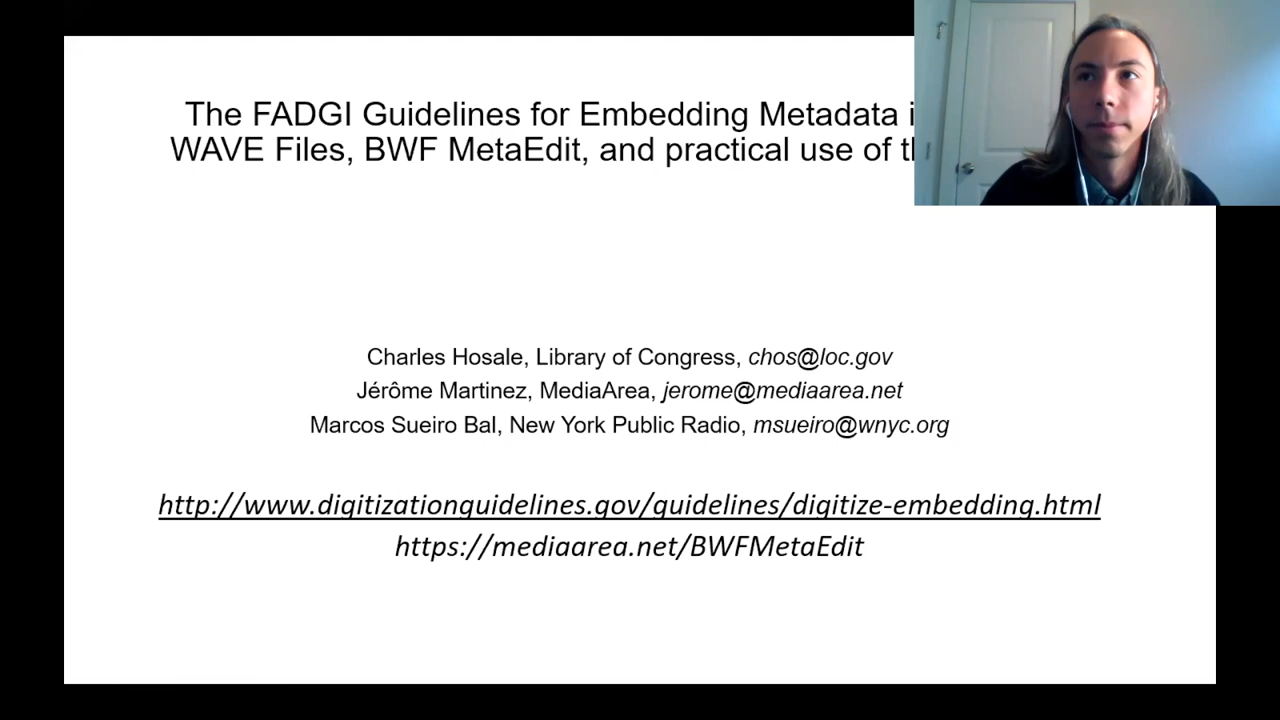 The FADGI Guidelines for Embedding Metadata
WAVE Files, BWF MetaEdit, and practical use of
Charles Hosale, Library of Congress, chos@loc.gov
Jérôme Martinez, MediaArea, jerome@mediaarea.net
Marcos Sueiro Bal, New York Public Radio, msueiro@wnyc.org
http://www.digitizationguidelines.gov/guidelines/digitize-embedding.html
https://mediaarea.net/BWFMetaEdit